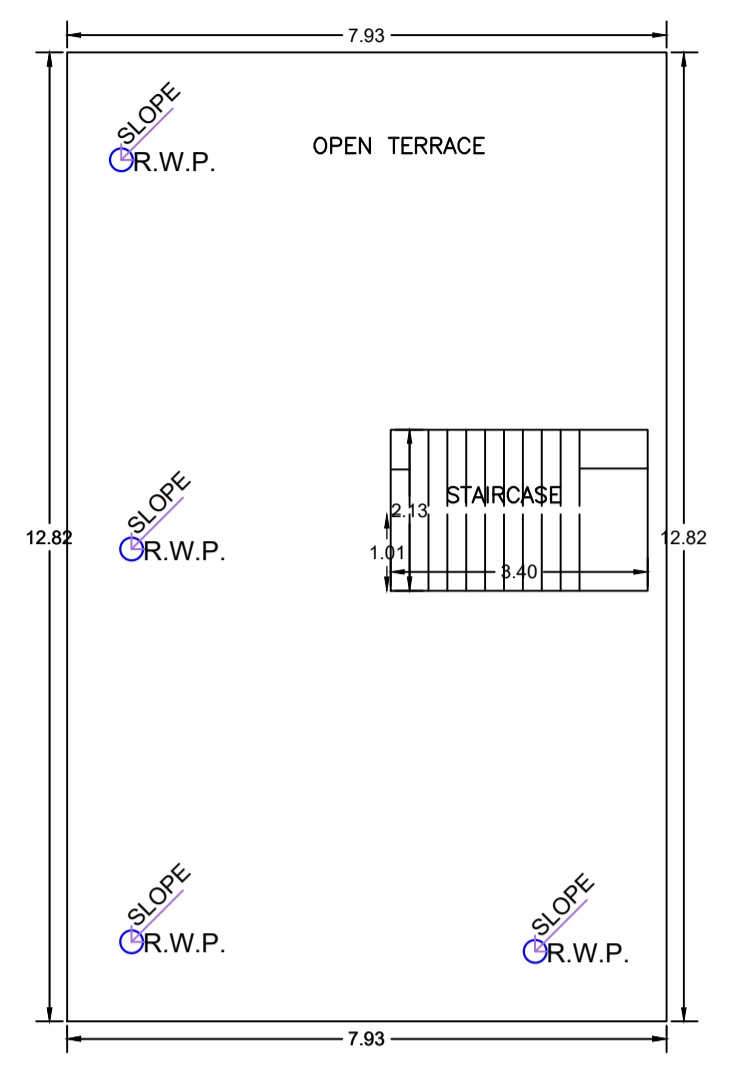 7.93
SLOPE
R.W.P.
OPEN TERRACE
STAIRCASE
2.13
1.01
3.40
SLOPE
R.W.P.
12.82
12.82
SLOPE
R.W.P.
SLOPE
R.W.P.
7.93